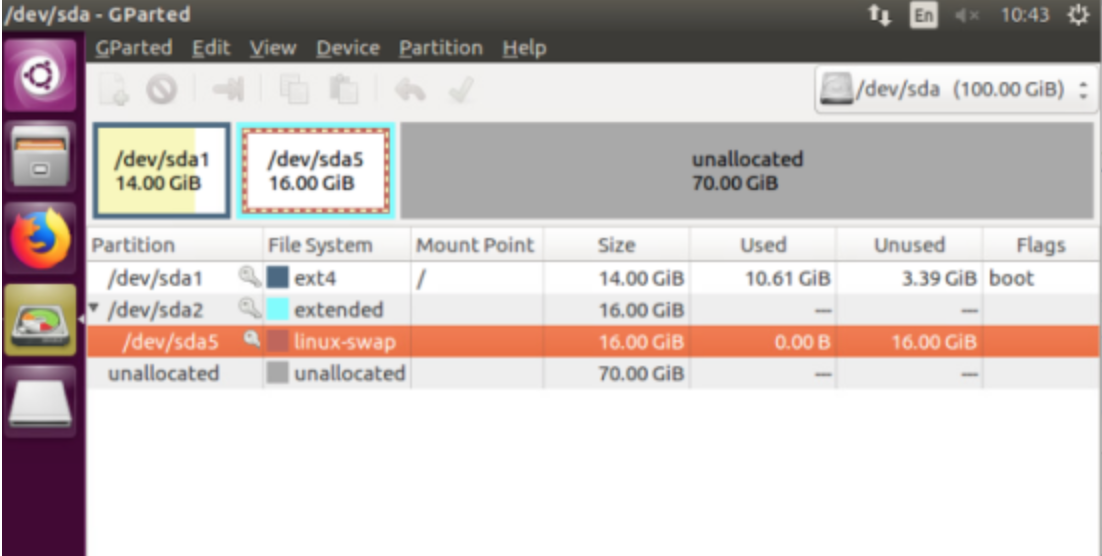 /dev/sda - GParted En 10:43
GParted Edit View Device Partition Help
/dev/sda (100.00 GiB)
/dev/sda1
14.00 GiB
/dev/sda5
16.00 GiB
unallocated
70.00 GiB
Partition File System Mount Point Size Used Unused Flags
/dev/sda1 ext4 / 14.00 GiB 10.61 GiB 3.39 GiB boot
/dev/sda2 extended 16.00 GiB --- ---
/dev/sda5 linux-swap 16.00 GiB 0.00 B 16.00 GiB
unallocated unallocated 70.00 GiB --- ---